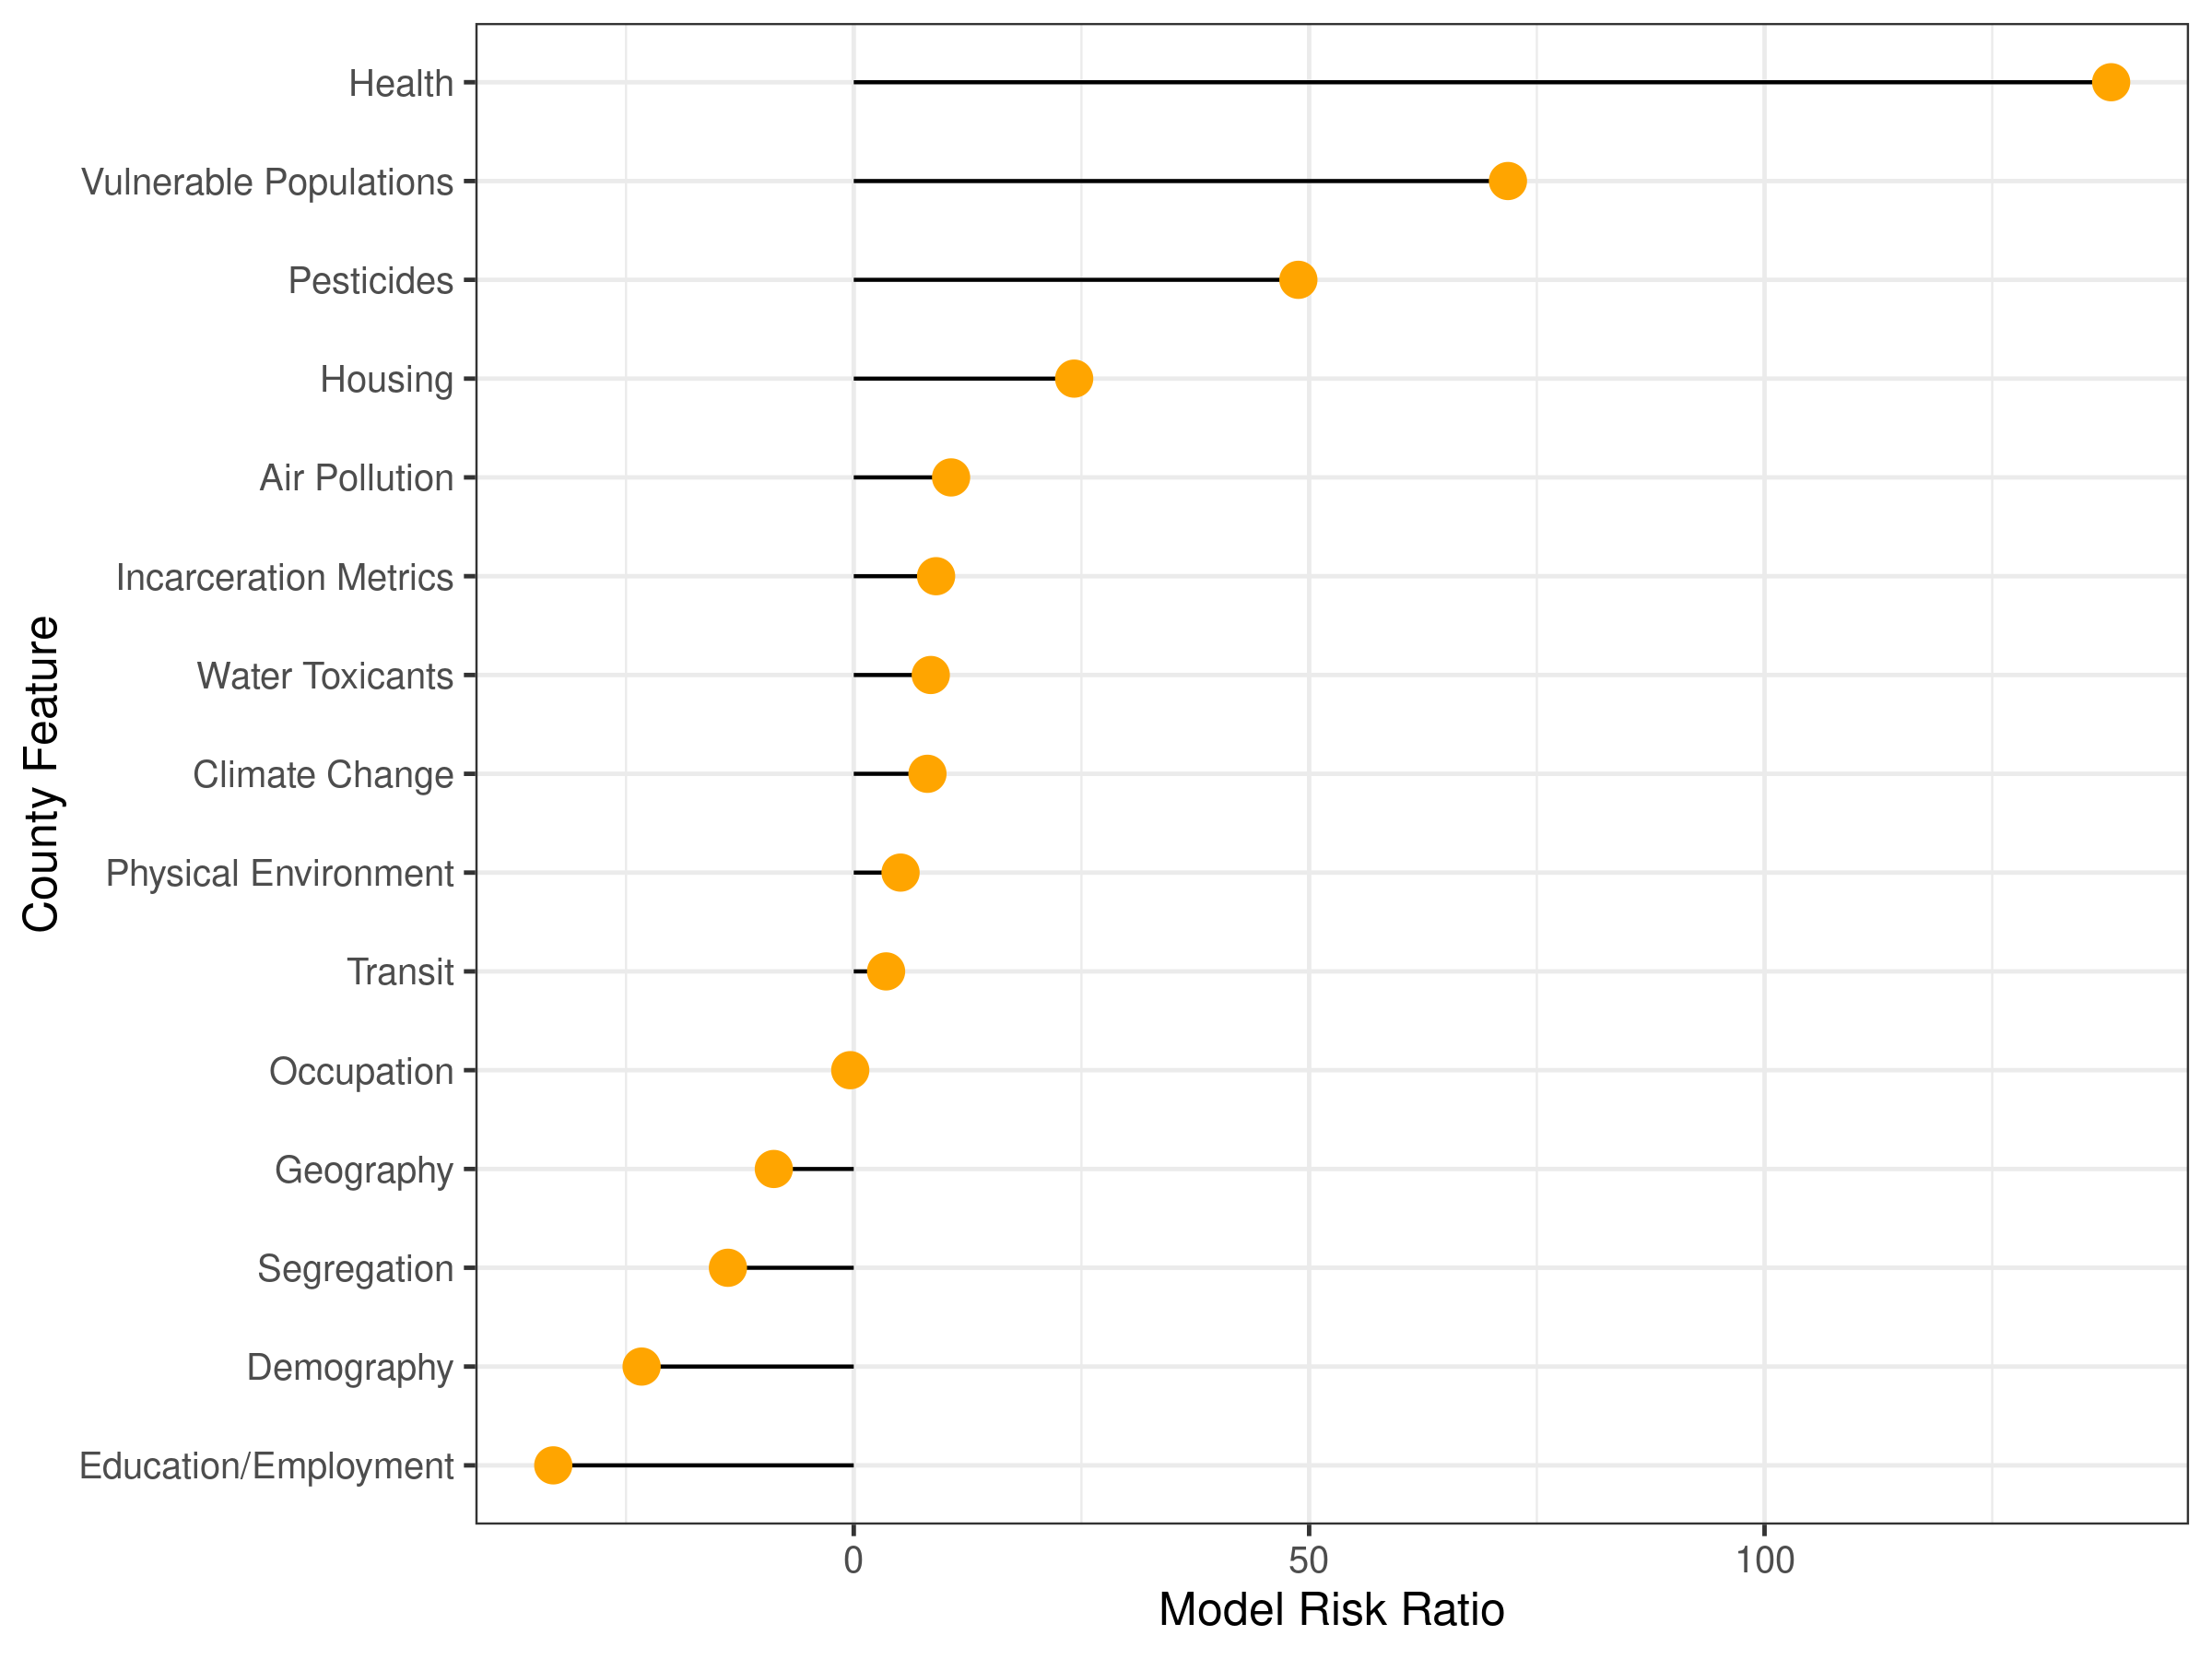 Health
Vulnerable Populations
Pesticides
Housing
Air Pollution
Incarceration Metrics
Water Toxicants
Climate Change
Physical Environment
Transit
Occupation
Geography
Segregation
Demography
Education/Employment
County Feature
0 50 100
Model Risk Ratio